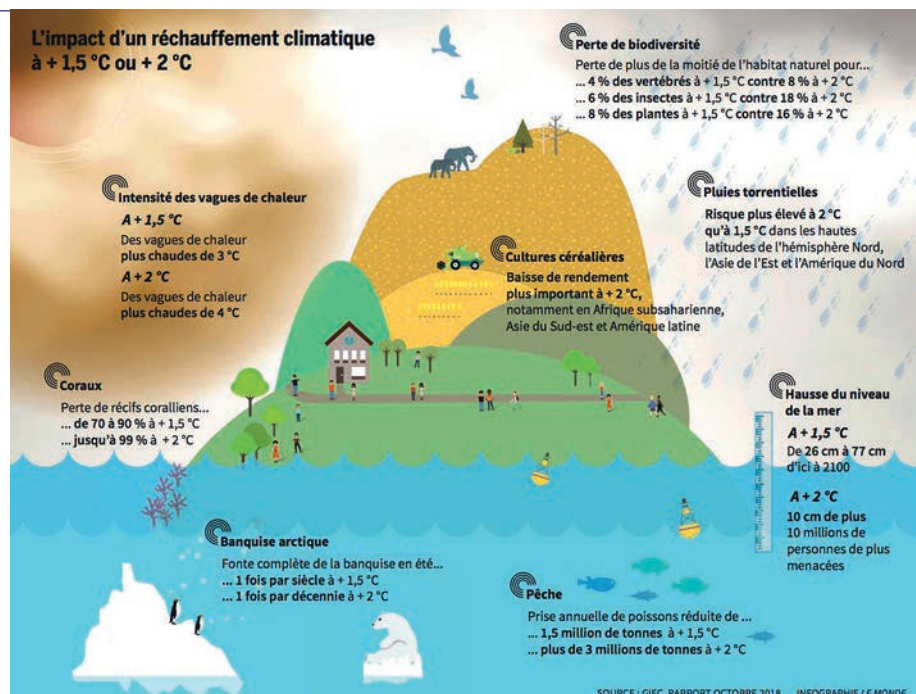 L'impact d'un réchauffement climatique
à + 1,5 °C ou + 2 °C
Perte de biodiversité
Perte de plus de la moitié de l'habitat naturel pour...
... 4 % des vertébrés à + 1,5 °C contre 8 % à + 2 °C
... 6 % des insectes à + 1,5 °C contre 18 % à + 2 °C
... 8 % des plantes à + 1,5 °C contre 16 % à + 2 °C
Intensité des vagues de chaleur
A + 1,5 °C
Des vagues de chaleur
plus chaudes de 3 °C
A + 2 °C
Des vagues de chaleur
plus chaudes de 4 °C
Pluies torrentielles
Risque plus élevé à 2 °C
qu'à 1,5 °C dans les hautes
latitudes de l'hémisphère Nord,
l'Asie de l'Est et l'Amérique du Nord
Cultures céréalières
Baisse de rendement
plus important à + 2 °C,
notamment en Afrique subsaharienne,
Asie du Sud-est et Amérique latine
Coraux
Perte de récifs coralliens...
... de 70 à 90 % à + 1,5 °C
... jusqu'à 99 % à + 2 °C
Hausse du niveau
de la mer
A + 1,5 °C
De 26 cm à 77 cm
d'ici à 2100
A + 2 °C
10 cm de plus
10 millions de
personnes de plus
menacées
Banquise arctique
Fonte complète de la banquise en été...
... 1 fois par siècle à + 1,5 °C
... 1 fois par décennie à + 2 °C
Pêche
Prise annuelle de poissons réduite de ...
... 1,5 million de tonnes à + 1,5 °C
... plus de 3 millions de tonnes à + 2 °C
SOURCE : GIEC, RAPPORT OCTOBRE 2018 INFOGRAPHIE LE MONDE